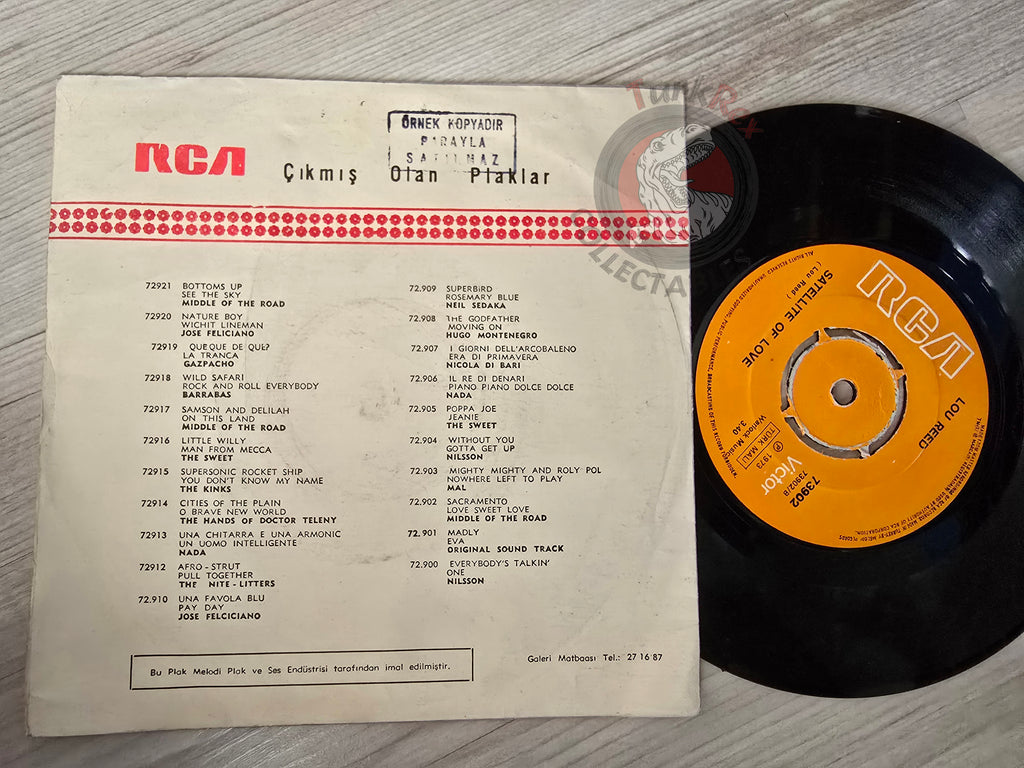 ÖRNEK KOPYADIR
PARAYLA
SATILMAZ
RCA
Çıkmış Olan Plaklar
72921 BOTTOMS UP
SEE THE SKY
MIDDLE OF THE ROAD
72920 NATURE BOY
WICHIT LINEMAN
JOSE FELICIANO
72919 QUEQUE DE QUE?
LA TRANCA
GAZPACHO
72918 WILD SAFARI
ROCK AND ROLL EVERYBODY
BARRABAS
72917 SAMSON AND DELILAH
ON THIS LAND
MIDDLE OF THE ROAD
72916 LITTLE WILLY
MAN FROM MECCA
THE SWEET
72915 SUPERSONIC ROCKET SHIP
YOU DON'T KNOW MY NAME
THE KINKS
72914 CITIES OF THE PLAIN
O BRAVE NEW WORLD
THE HANDS OF DOCTOR TELENY
72913 UNA CHITARRA E UNA ARMONIC
UN UOMO INTELLIGENTE
NADA
72912 AFRO - STRUT
PULL TOGETHER
THE NITE - LITTERS
72.910 UNA FAVOLA BLU
PAY DAY
JOSE FELCICIANO
72.909 SUPERBIRD
ROSEMARY BLUE
NEIL SEDAKA
72.908 THE GODFATHER
MOVING ON
HUGO MONTENEGRO
72.907 I GIORNI DELL'ARCOBALENO
ERA DI PRIMAVERA
NICOLA DI BARI
72.906 IL RE DI DENARI
PIANO PIANO DOLCE DOLCE
NADA
72.905 POPPA JOE
JEANIE
THE SWEET
72.904 WITHOUT YOU
GOTTA GET UP
NILSSON
72.903 MIGHTY MIGHTY AND ROLY POL
NOWHERE LEFT TO PLAY
MAL
72.902 SACRAMENTO
LOVE SWEET LOVE
MIDDLE OF THE ROAD
72.901 MADLY
EVA
ORIGINAL SOUND TRACK
72.900 EVERYBODY'S TALKIN'
ONE
NILSSON
Bu Plak Melodi Plak ve Ses Endüstrisi tarafından imal edilmiştir.
Galeri Matbaası Tel.: 27 16 87
TunkRex
COLLECTABLES
RCA
SATELLITE OF LOVE
( Lou Reed )
LOU REED
Warlock Music
3.40
TÜRK MALI
℗ 1973
Victor
73902
73902/B